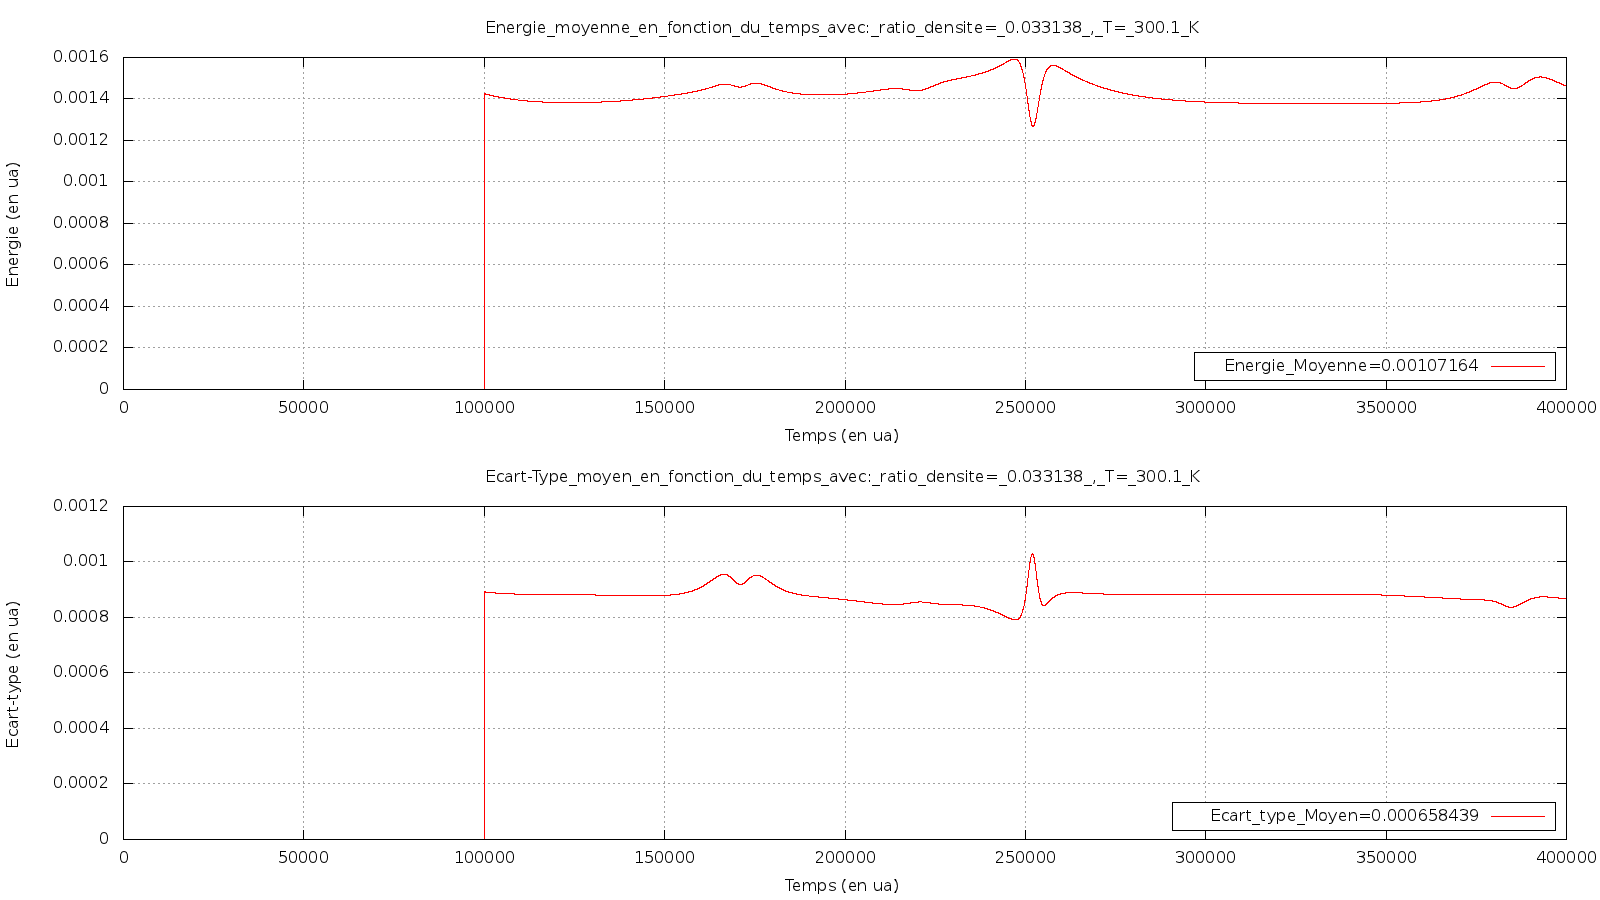 Energie_moyenne_en_fonction_du_temps_avec:_ratio_densite=_0.033138_,_T=_300.1_K
0.0016
0.0014
0.0012
0.001
0.0008
0.0006
0.0004
0.0002
0
Energie (en ua)
Energie_Moyenne=0.00107164
0 50000 100000 150000 200000 250000 300000 350000 400000
Temps (en ua)
Ecart-Type_moyen_en_fonction_du_temps_avec:_ratio_densite=_0.033138_,_T=_300.1_K
0.0012
0.001
0.0008
0.0006
0.0004
0.0002
0
Ecart-type (en ua)
Ecart_type_Moyen=0.000658439
0 50000 100000 150000 200000 250000 300000 350000 400000
Temps (en ua)